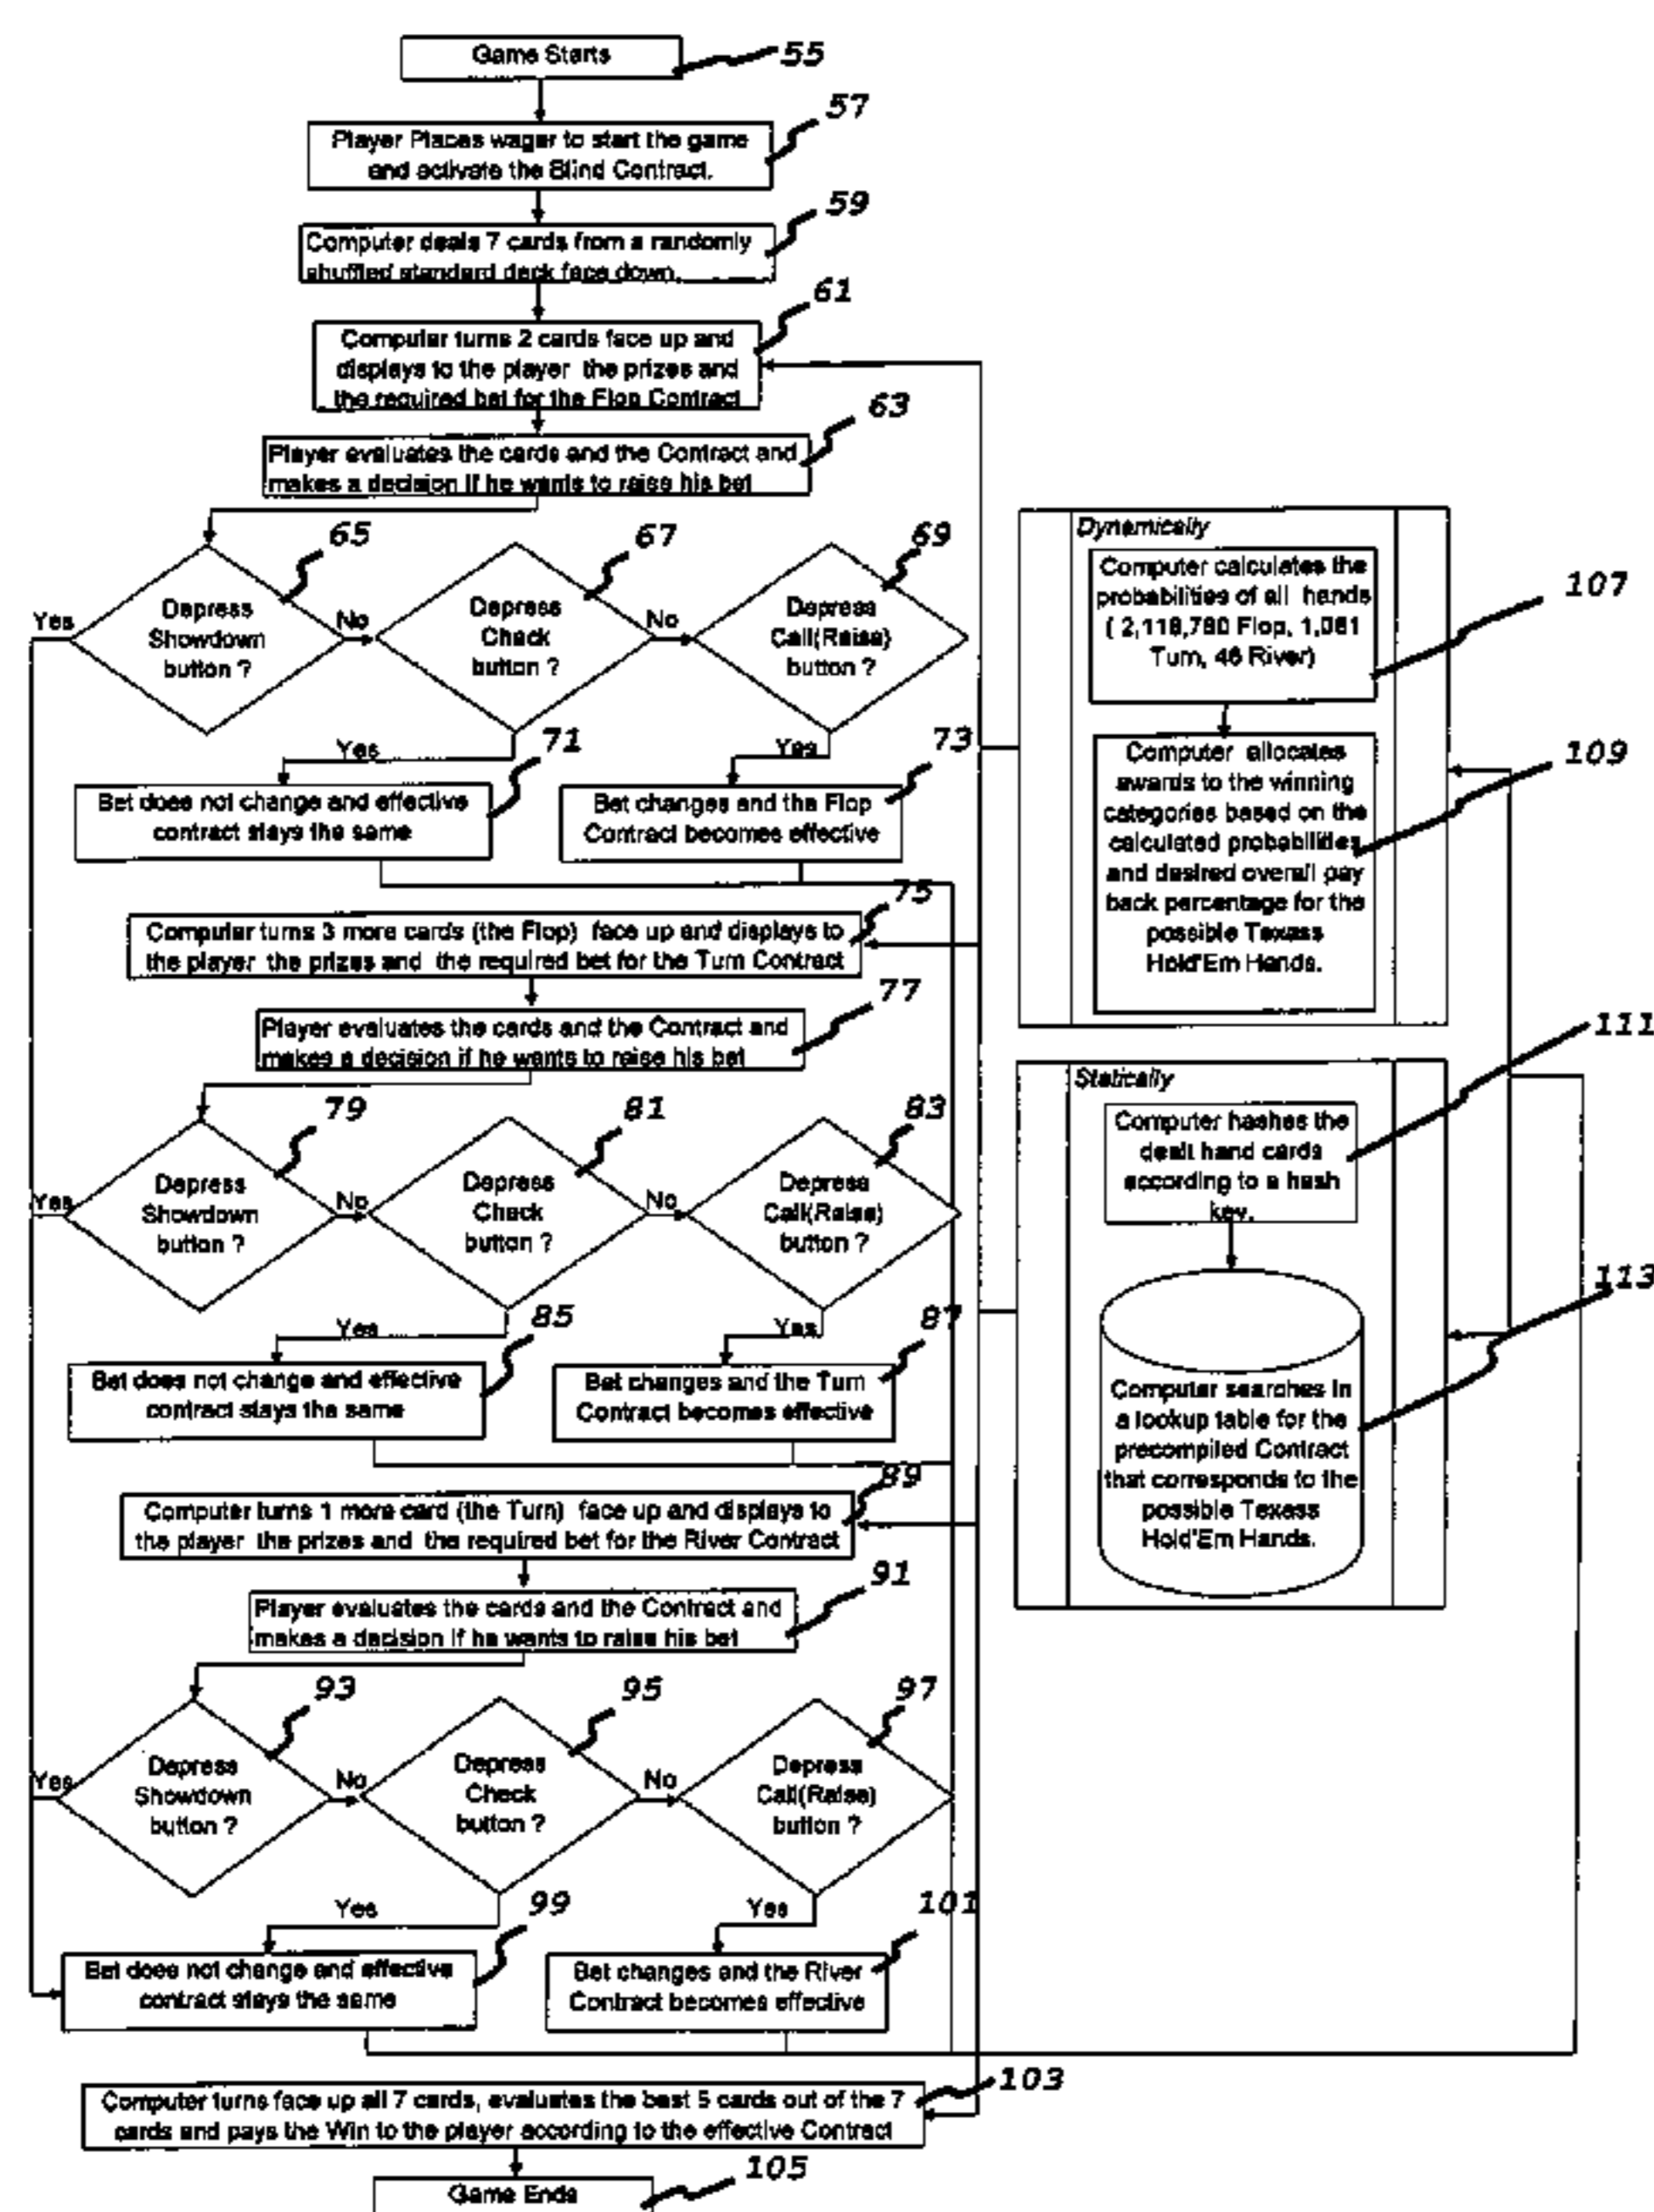 Game Starts
55
57
Player Places wager to start the game
and activate the Blind Contract.
59
Computer deals 7 cards from a randomly
shuffled standard deck face down.
61
Computer turns 2 cards face up and
displays to the player the prizes and
the required bet for the Flop Contract
63
Player evaluates the cards and the Contract and
makes a decision if he wants to raise his bet
65
67
69
Yes
Depress
Showdown
button ?
No
Depress
Check
button ?
No
Depress
Call(Raise)
button ?
Yes
71
Yes
73
Bet does not change and effective
contract stays the same
Bet changes and the Flop
Contract becomes effective
75
Computer turns 3 more cards (the Flop) face up and displays to
the player the prizes and the required bet for the Turn Contract
77
Player evaluates the cards and the Contract and
makes a decision if he wants to raise his bet
79
81
83
Yes
Depress
Showdown
button ?
No
Depress
Check
button ?
No
Depress
Call(Raise)
button ?
Yes
85
Yes
87
Bet does not change and effective
contract stays the same
Bet changes and the Turn
Contract becomes effective
89
Computer turns 1 more card (the Turn) face up and displays to
the player the prizes and the required bet for the River Contract
91
Player evaluates the cards and the Contract and
makes a decision if he wants to raise his bet
93
95
97
Yes
Depress
Showdown
button ?
No
Depress
Check
button ?
No
Depress
Call(Raise)
button ?
Yes
99
Yes
101
Bet does not change and effective
contract stays the same
Bet changes and the River
Contract becomes effective
103
Computer turns face up all 7 cards, evaluates the best 5 cards out of the 7
cards and pays the Win to the player according to the effective Contract
105
Game Ends
Dynamically
Computer calculates the
probabilities of all hands
( Flop,
Turn, 46 River)
107
Computer allocates
awards to the winning
categories based on the
calculated probabilities
and desired overall pay
back percentage for the
possible Texass
Hold'Em Hands.
109
111
Statically
Computer hashes the
dealt hand cards
according to a hash
key.
113
Computer searches in
a lookup table for the
precompiled Contract
that corresponds to the
possible Texass
Hold'Em Hands.